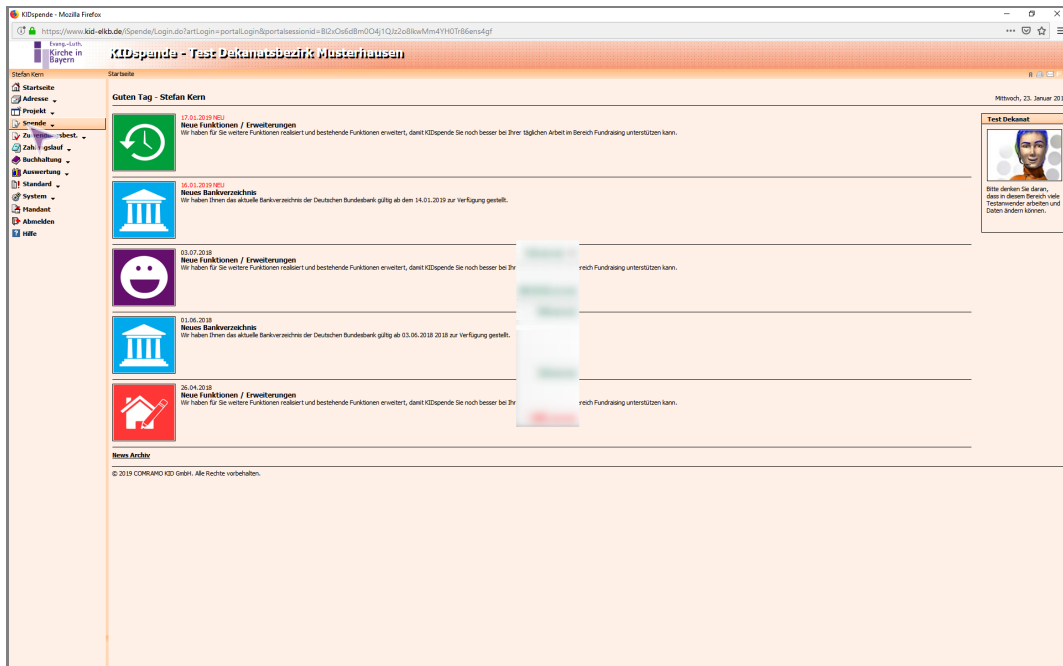 KIDspende - Mozilla Firefox
https://www.kid-elkb.de/iSpende/Login.do?artLogin=portalLogin&portalsessionid=
Evang.-Luth.
Kirche in
Bayern
KIDspende - Test Dekanatsbezirk Musterhausen
Stefan Kern
Startseite
Startseite
Adresse
Projekt
Spende
Zahlungslauf
Buchhaltung
Auswertung
Standard
System
Mandant
Abmelden
Hilfe
Guten Tag - Stefan Kern
Mittwoch, 23. Januar 201
17.01.2019 NEU
Neue Funktionen / Erweiterungen
Wir haben für Sie weitere Funktionen realisiert und bestehende Funktionen erweitert, damit KIDspende Sie noch besser bei Ihrer täglichen Arbeit im Bereich Fundraising unterstützen kann.
16.01.2019 NEU
Neues Bankverzeichnis
Wir haben Ihnen das aktuelle Bankverzeichnis der Deutschen Bundesbank gültig ab dem 14.01.2019 zur Verfügung gestellt.
03.07.2018
Neue Funktionen / Erweiterungen
Wir haben für Sie weitere Funktionen realisiert und bestehende Funktionen erweitert, damit KIDspende Sie noch besser bei Ihr reich Fundraising unterstützen kann.
01.06.2018
Neues Bankverzeichnis
Wir haben Ihnen das aktuelle Bankverzeichnis der Deutschen Bundesbank gültig ab 03.06.2018 2018 zur Verfügung gestellt.
26.04.2018
Neue Funktionen / Erweiterungen
Wir haben für Sie weitere Funktionen realisiert und bestehende Funktionen erweitert, damit KIDspende Sie noch besser bei Ihr reich Fundraising unterstützen kann.
News Archiv
© 2019 COMRAMO KID GmbH. Alle Rechte vorbehalten.
Test Dekanat
Bitte denken Sie daran,
dass in diesem Bereich viele
Testanwender arbeiten und
Daten ändern können.